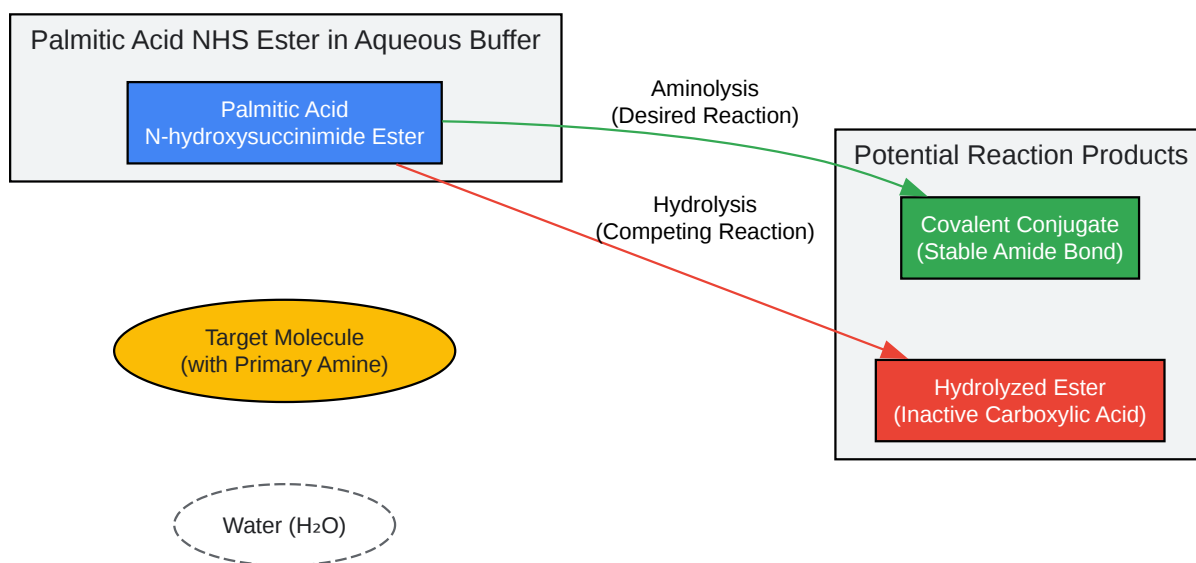 Palmitic Acid NHS Ester in Aqueous Buffer
Palmitic Acid
N-hydroxysuccinimide Ester
Aminolysis
(Desired Reaction)
Potential Reaction Products
Hydrolysis
(Competing Reaction)
Covalent Conjugate
(Stable Amide Bond)
Target Molecule
(with Primary Amine)
Hydrolyzed Ester
(Inactive Carboxylic Acid)
Water (H₂O)